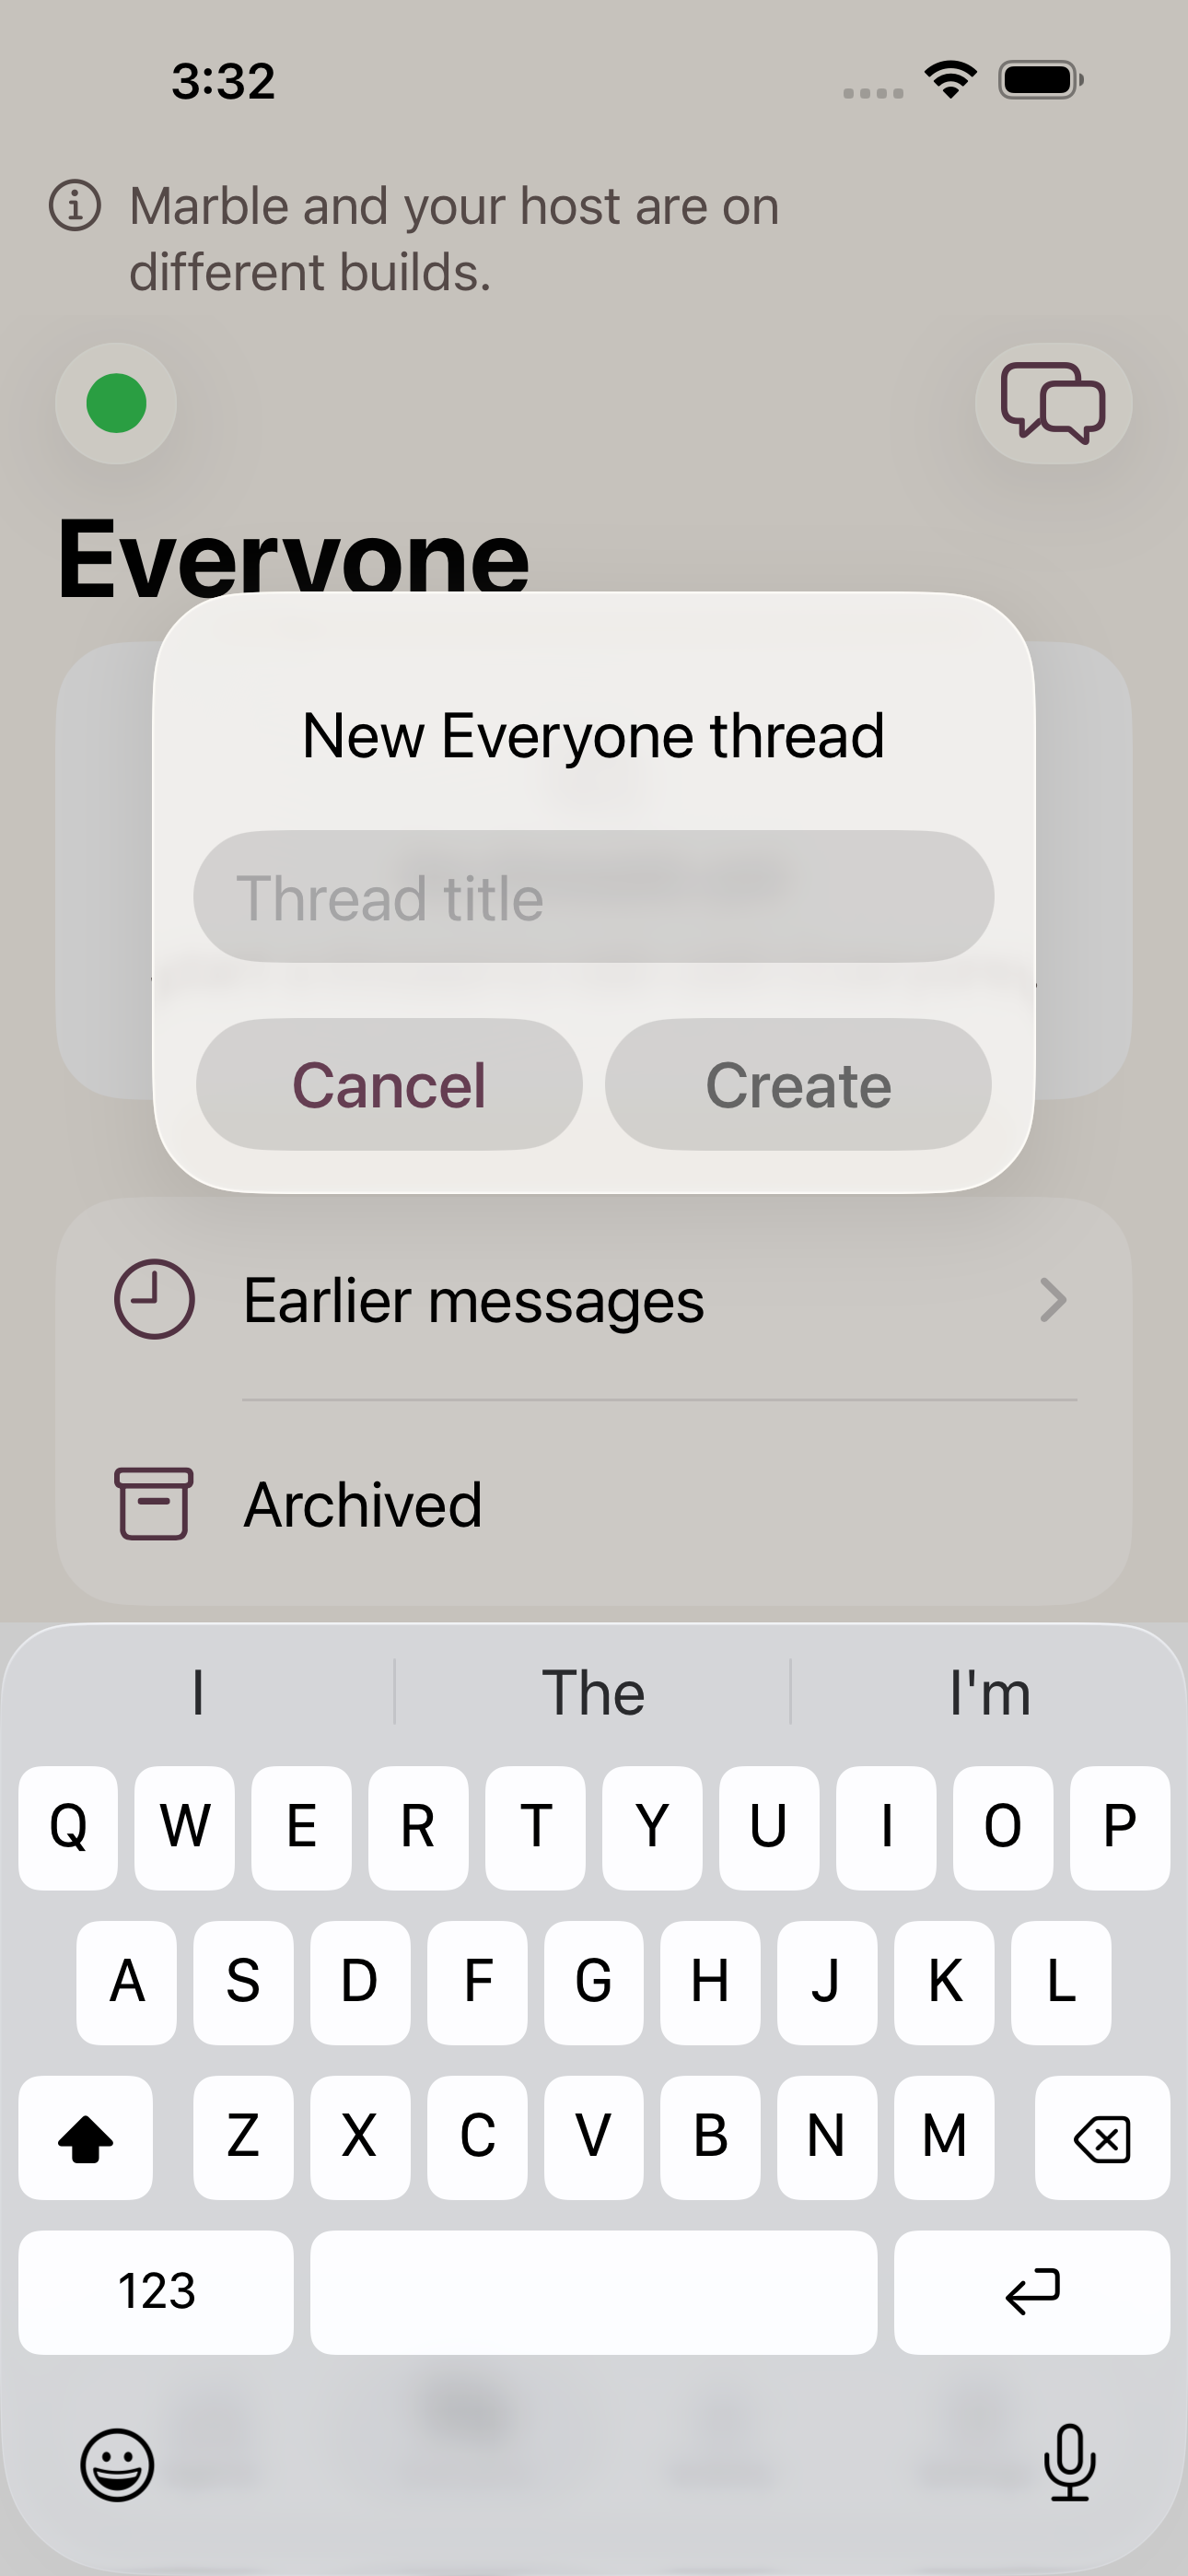 3:32
Marble and your host are on
different builds.
Everyone
New Everyone thread
Thread title
Cancel
Create
Earlier messages
Archived
I
The
I'm
Q W E R T Y U I O P
A S D F G H J K L
Z X C V B N M
123